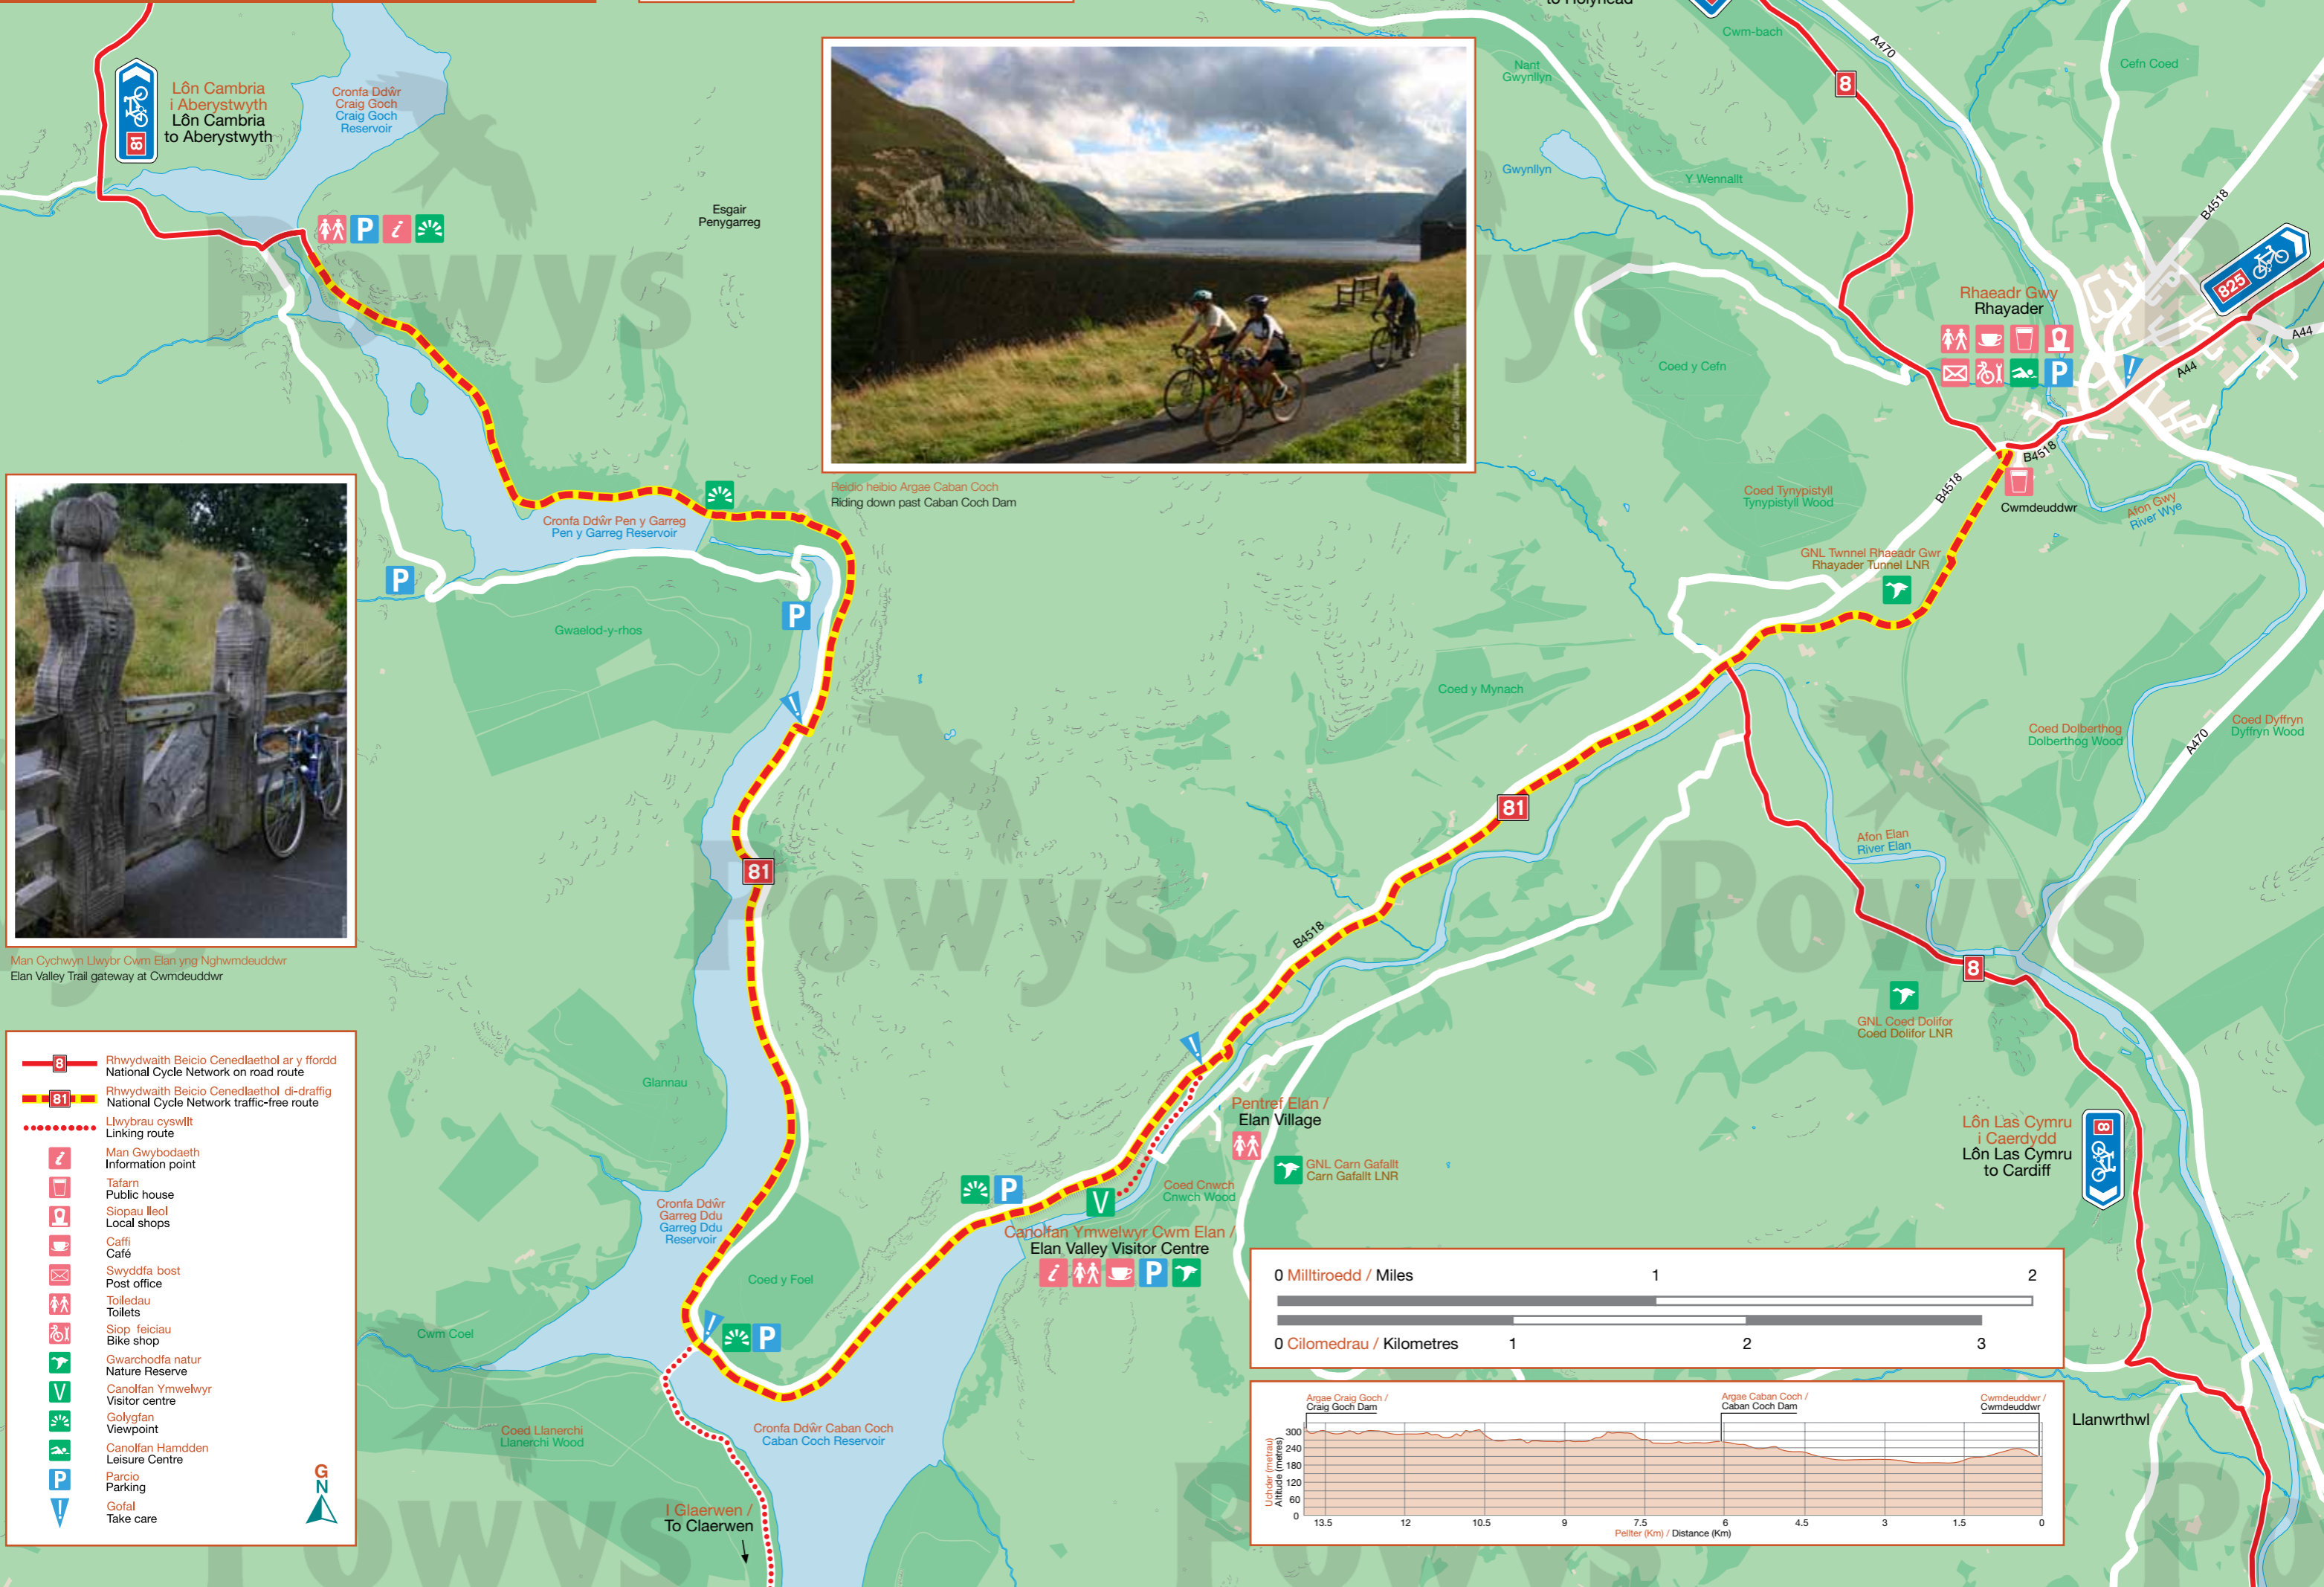 to Holyhead
Lôn Cambria
i Aberystwyth
Lôn Cambria
to Aberystwyth
81
Cronfa Ddŵr
Craig Goch
Craig Goch
Reservoir
P
i
Esgair
Penygarreg
Nant
Gwynllyn
Gwynllyn
Cwm-bach
A470
8
Cefn Coed
Y Wennallt
B4518
825
A44
Rhaeadr Gwy
Rhayader
P
!
A44
Coed y Cefn
B4518
B4518
Cwmdeuddwr
Afon Gwy
River Wye
Coed Tynypistyll
Tynypistyll Wood
GNL Twnnel Rhaeadr Gwr
Rhayader Tunnel LNR
Reidio heibio Argae Caban Coch
Riding down past Caban Coch Dam
Cronfa Ddŵr Pen y Garreg
Pen y Garreg Reservoir
P
P
Gwaelod-y-rhos
!
Coed y Mynach
Coed Dolberthog
Dolberthog Wood
Coed Dyffryn
Dyffryn Wood
A470
81
81
Afon Elan
River Elan
B4518
8
GNL Coed Dolifor
Coed Dolifor LNR
Man Cychwyn Llwybr Cwm Elan yng Nghwmdeuddwr
Elan Valley Trail gateway at Cwmdeuddwr
Glannau
!
Pentref Elan /
Elan Village
GNL Carn Gafallt
Carn Gafallt LNR
Coed Cnwch
Cnwch Wood
P
V
Canolfan Ymwelwyr Cwm Elan /
Elan Valley Visitor Centre
i
P
Lôn Las Cymru
i Caerdydd
Lôn Las Cymru
to Cardiff
8
Cronfa Ddŵr
Garreg Ddu
Garreg Ddu
Reservoir
Coed y Foel
!
P
Cwm Coel
Coed Llanerchi
Llanerchi Wood
Cronfa Ddŵr Caban Coch
Caban Coch Reservoir
I Glaerwen /
To Claerwen
Llanwrthwl
8
Rhwydwaith Beicio Cenedlaethol ar y ffordd
National Cycle Network on road route
81
Rhwydwaith Beicio Cenedlaethol di-draffig
National Cycle Network traffic-free route
Llwybrau cyswllt
Linking route
i
Man Gwybodaeth
Information point
Tafarn
Public house
Siopau lleol
Local shops
Caffi
Café
Swyddfa bost
Post office
Toiledau
Toilets
Siop feiciau
Bike shop
Gwarchodfa natur
Nature Reserve
V
Canolfan Ymwelwyr
Visitor centre
Golygfan
Viewpoint
Canolfan Hamdden
Leisure Centre
P
Parcio
Parking
!
Gofal
Take care
G
N
0 Milltiroedd / Miles 1 2
0 Cilomedrau / Kilometres 1 2 3
Argae Craig Goch /
Craig Goch Dam
Argae Caban Coch /
Caban Coch Dam
Cwmdeuddwr /
Cwmdeuddwr
Uchder (metrau)
Altitude (metres)
300
240
180
120
60
0
13.5 12 10.5 9 7.5 6 4.5 3 1.5 0
Pellter (Km) / Distance (Km)
Powys
Powys
Powys
Powys
Powys